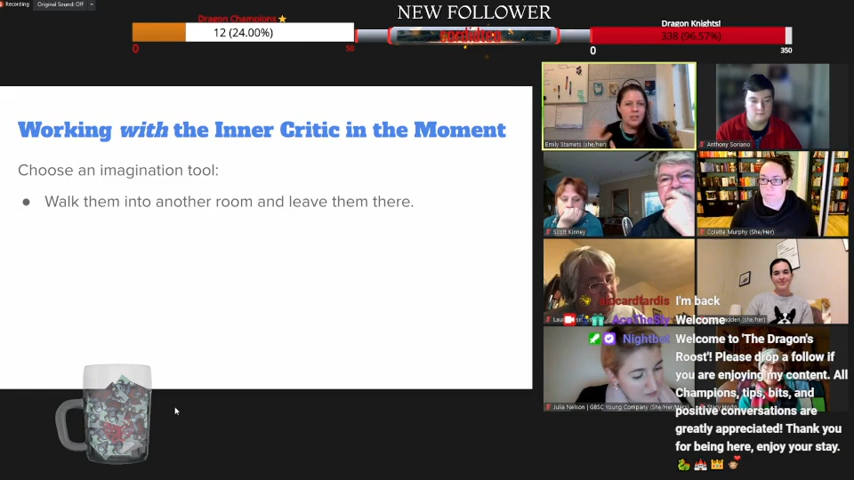 Recording
Original Sound: Off
Dragon Champions
12 (24.00%)
0
50
NEW FOLLOWER
Dragon Knights!
338 (96.57%)
0
350
Working with the Inner Critic in the Moment
Choose an imagination tool:
● Walk them into another room and leave them there.
Emily Stamets (she/her)
Anthony Soriano
Scott Kinney
Colette Murphy (She/Her)
Julia Nelson | GBSC Young Company (She/Her
I'm back
Welcome
Nightbot
Welcome to 'The Dragon's
Roost'! Please drop a follow if
you are enjoying my content. All
Champions, tips, bits, and
positive conversations are
greatly appreciated! Thank you
for being here, enjoy your stay.